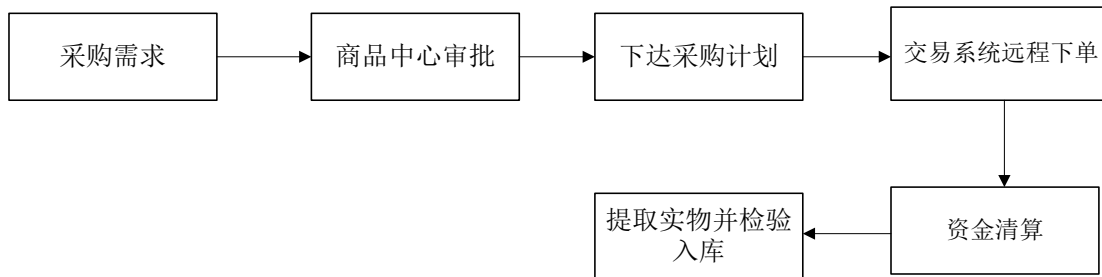 采购需求
商品中心审批
下达采购计划
交易系统远程下单
提取实物并检验
入库
资金清算